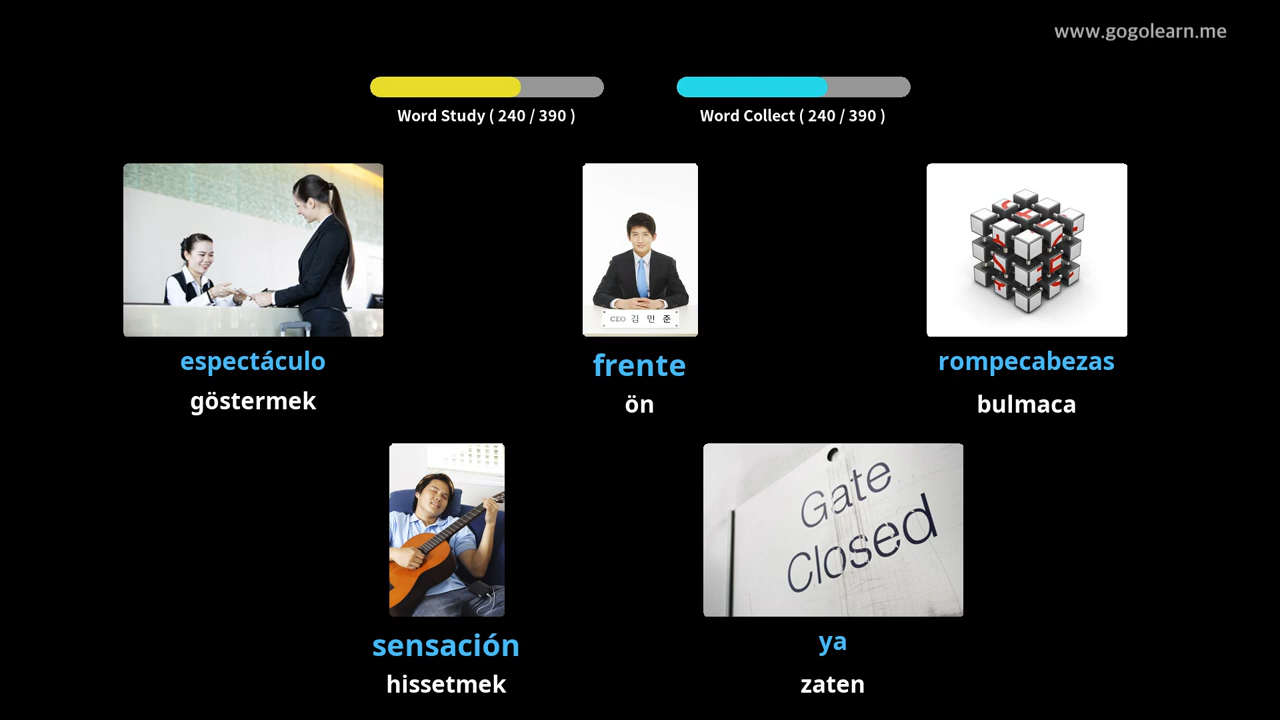 www.gogolearn.me
Word Study ( 240 / 390 )
Word Collect ( 240 / 390 )
espectáculo
göstermek
CEO 김 민 준
frente
ön
rompecabezas
bulmaca
Gate
Closed
sensación
hissetmek
ya
zaten